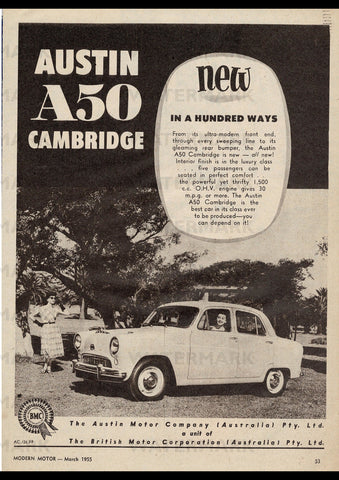 AUSTIN
A50
CAMBRIDGE
new
IN A HUNDRED WAYS
From its ultra-modern front end,
through every sweeping line to its
gleaming rear bumper, the Austin
A50 Cambridge is new — all new!
Interior finish is in the luxury class
. . . five passengers can be
seated in perfect comfort . . .
the powerful yet thrifty 1,500
c.c. O.H.V. engine gives 30
m.p.g. or more. The Austin
A50 Cambridge is the
best car in its class ever
to be produced—you
can depend on it!
BMC
The Austin Motor Company (Australia) Pty. Ltd.
a unit of
The British Motor Corporation (Australia) Pty. Ltd.
MODERN MOTOR — March 1955
53
WATERMARK